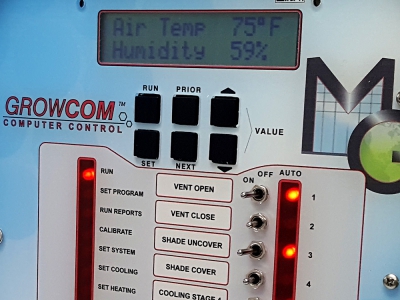 Air Temp 75°F
Humidity 59%
RUN PRIOR
GROWCOM™
COMPUTER CONTROL
VALUE
SET NEXT
ON OFF AUTO
RUN
VENT OPEN
1
SET PROGRAM
RUN REPORTS
VENT CLOSE
2
CALIBRATE
SHADE UNCOVER
3
SET SYSTEM
SET COOLING
SHADE COVER
4
SET HEATING
COOLING STAGE 1
MG